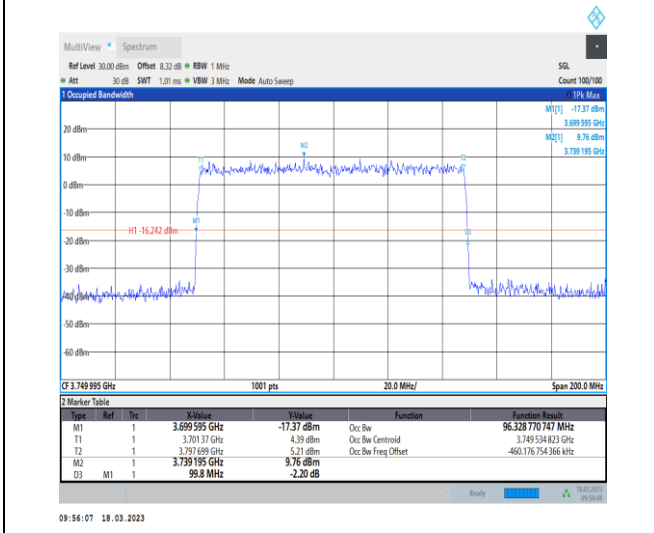 MultiView Spectrum
Ref Level 30.00 dBm Offset 8.32 dB RBW 1 MHz SGL
Att 30 dB SWT 1.01 ms VBW 3 MHz Mode Auto Sweep Count 100/100
1 Occupied Bandwidth 1Pk Max
M1[1] -17.37 dBm
3.699 595 GHz
M2[1] 9.76 dBm
3.739 195 GHz
20 dBm
M2
10 dBm
T1 T2
0 dBm
-10 dBm
M1
H1 -16.242 dBm
D3
-20 dBm
-30 dBm
-40 dBm
-50 dBm
-60 dBm
CF 3.749 995 GHz 1001 pts 20.0 MHz/ Span 200.0 MHz
2 Marker Table
Type Ref Trc X-Value Y-Value Function Function Result
M1 1 3.699 595 GHz -17.37 dBm Occ Bw 96.328 770 747 MHz
T1 1 3.701 37 GHz 4.39 dBm Occ Bw Centroid 3.749 534 823 GHz
T2 1 3.797 699 GHz 5.21 dBm Occ Bw Freq Offset -460.176 754 366 kHz
M2 1 3.739 195 GHz 9.76 dBm
D3 M1 1 99.8 MHz -2.20 dB
Ready 18.03.2023
09:56:06
09:56:07 18.03.2023